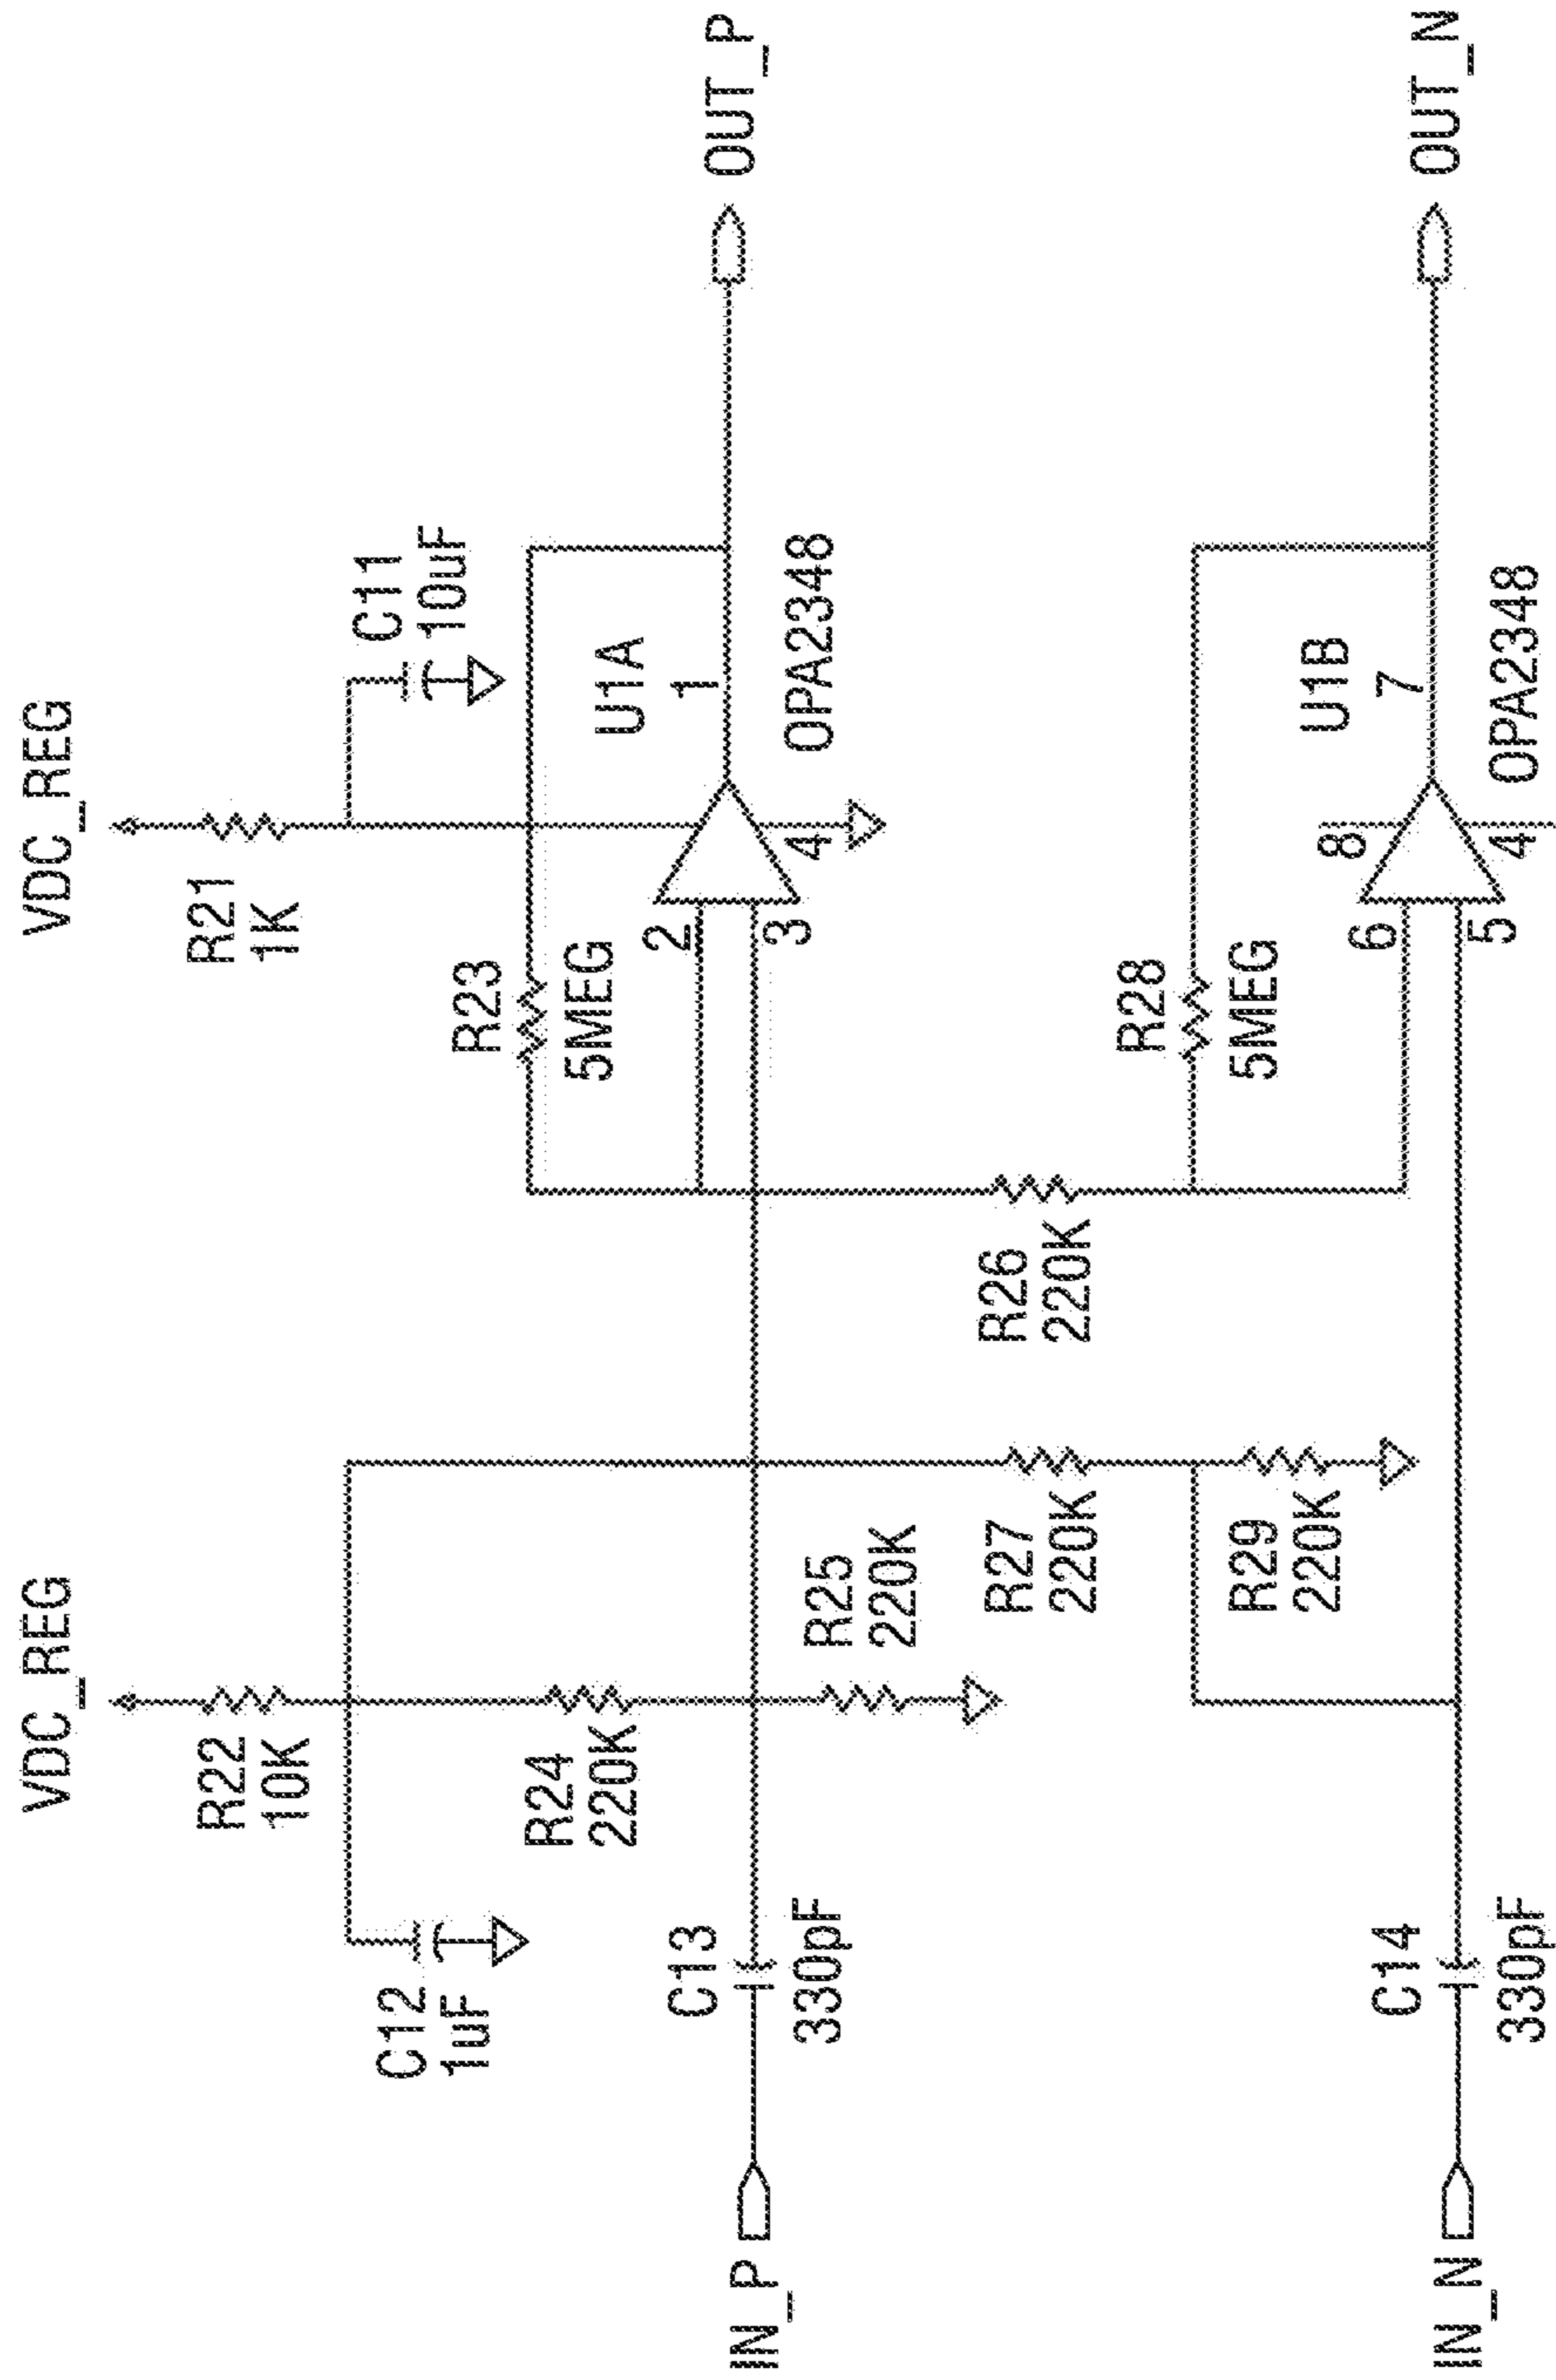 VDC_REG
VDC_REG
R22
10K
R21
1K
C11
10uF
C12
1uF
R24
220K
R23
5MEG
U1A
2
1
3
4
OPA2348
OUT_P
IN_P
C13
330pF
R25
220K
R26
220K
R27
220K
R28
5MEG
R29
220K
U1B
8
6
7
5
4
OPA2348
OUT_N
IN_N
C14
330pF